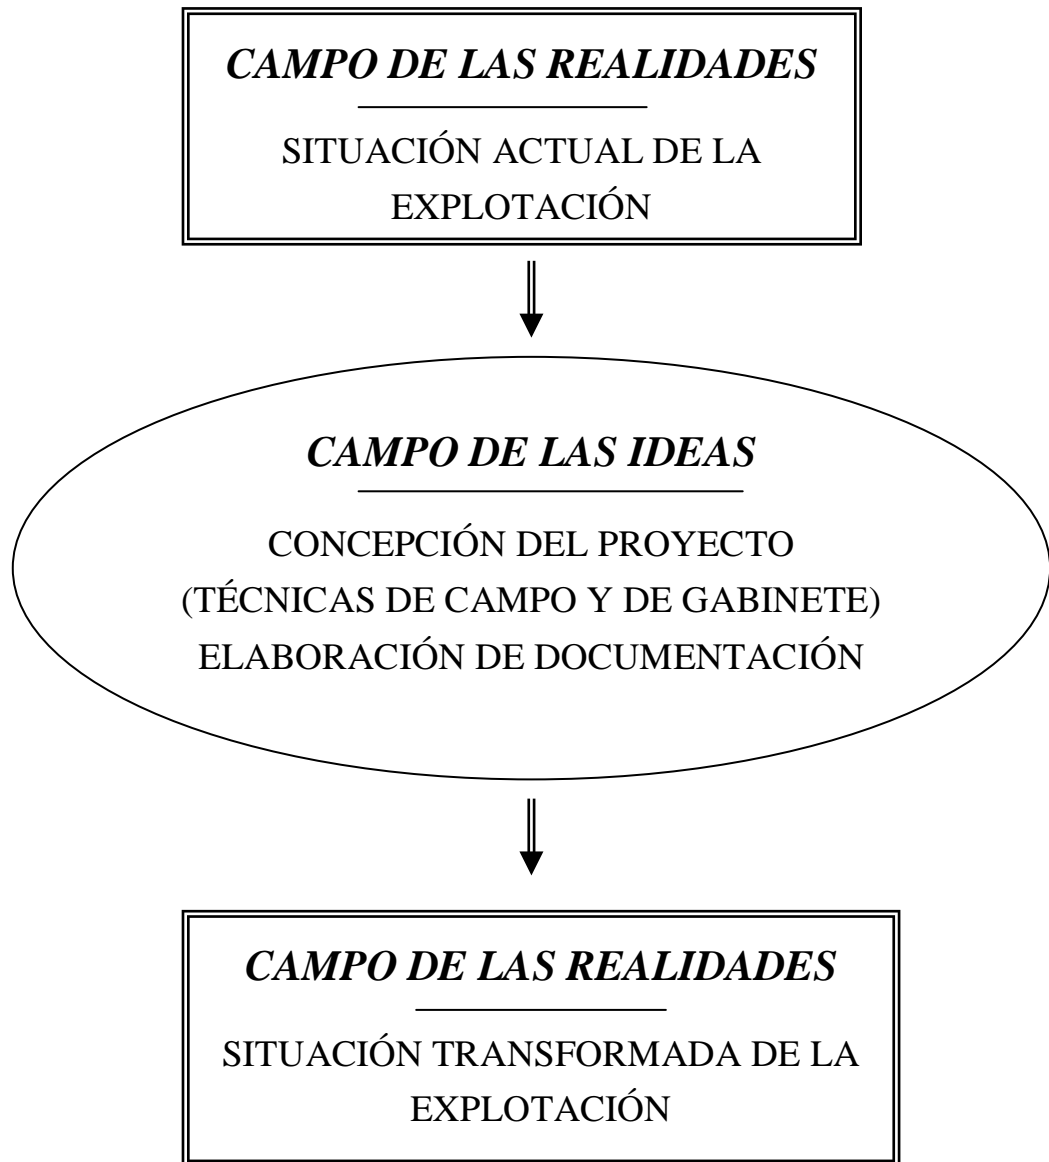 CAMPO DE LAS REALIDADES
SITUACIÓN ACTUAL DE LA
EXPLOTACIÓN
CAMPO DE LAS IDEAS
CONCEPCIÓN DEL PROYECTO
(TÉCNICAS DE CAMPO Y DE GABINETE)
ELABORACIÓN DE DOCUMENTACIÓN
CAMPO DE LAS REALIDADES
SITUACIÓN TRANSFORMADA DE LA
EXPLOTACIÓN